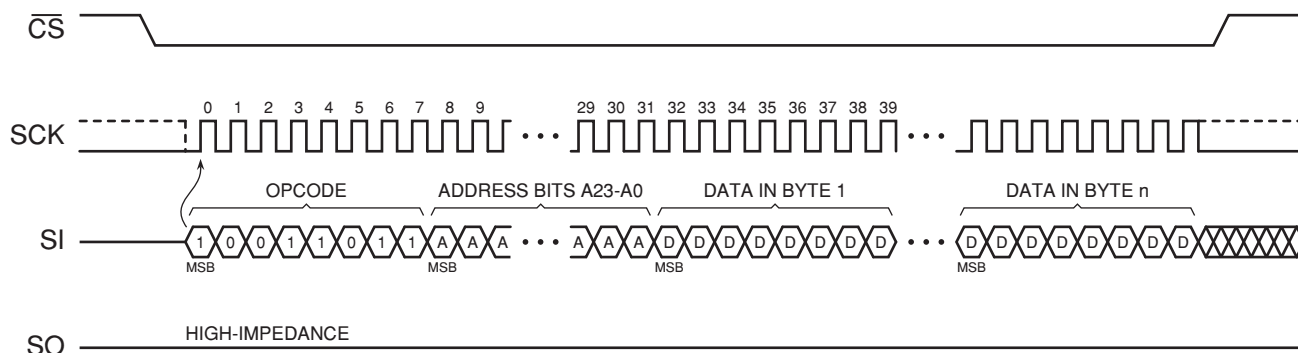 CS
0 1 2 3 4 5 6 7 8 9 29 30 31 32 33 34 35 36 37 38 39
SCK
OPCODE ADDRESS BITS A23-A0 DATA IN BYTE 1 DATA IN BYTE n
SI 1 0 0 1 1 0 1 1 A A A A A A D D D D D D D D D D D D D D D D
MSB MSB MSB MSB
HIGH-IMPEDANCE
SO